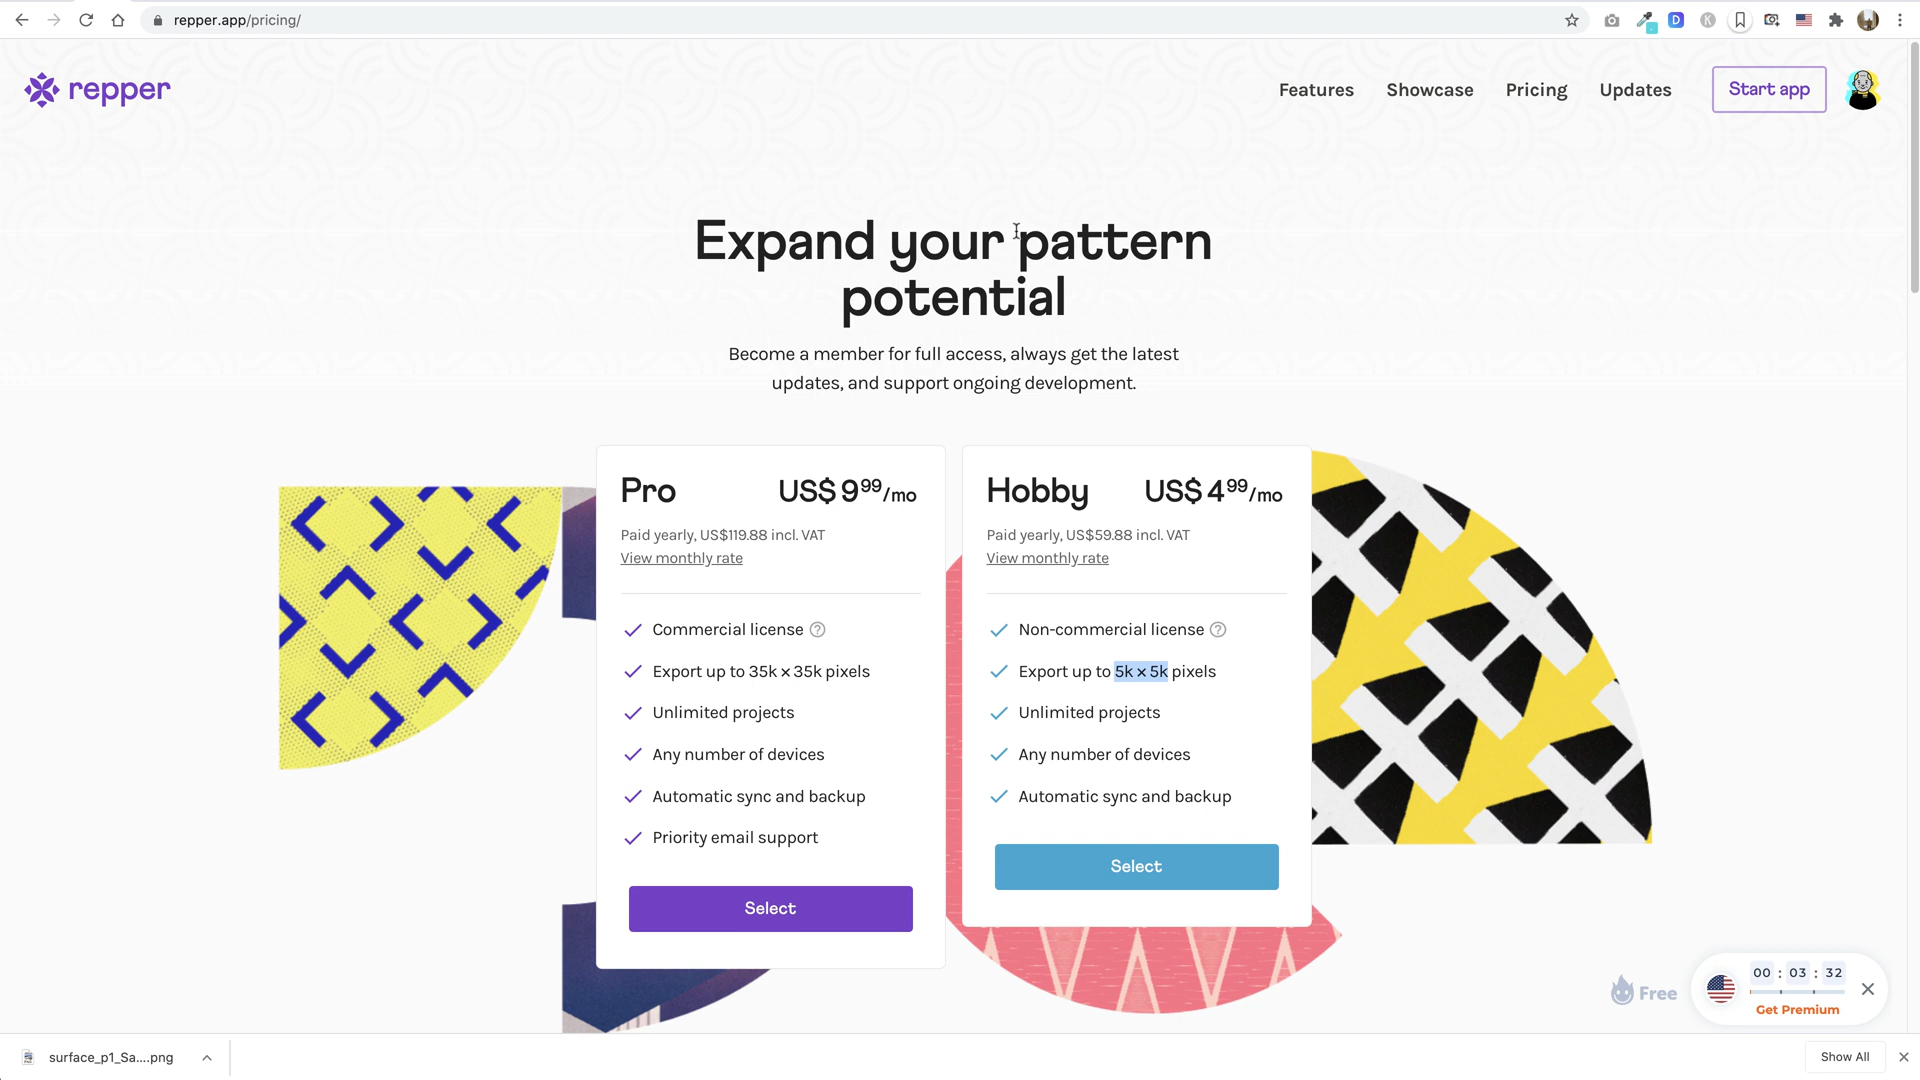 repper.app/pricing/
repper
Features
Showcase
Pricing
Updates
Start app
Expand your pattern
potential
Become a member for full access, always get the latest
updates, and support ongoing development.
Pro
US$ 9⁹⁹/mo
Paid yearly, US$119.88 incl. VAT
View monthly rate
Commercial license ?
Export up to 35k × 35k pixels
Unlimited projects
Any number of devices
Automatic sync and backup
Priority email support
Select
Hobby
US$ 4⁹⁹/mo
Paid yearly, US$59.88 incl. VAT
View monthly rate
Non-commercial license ?
Export up to 5k × 5k pixels
Unlimited projects
Any number of devices
Automatic sync and backup
Select
Free
00 : 03 : 32
Get Premium
surface_p1_Sa....png
Show All